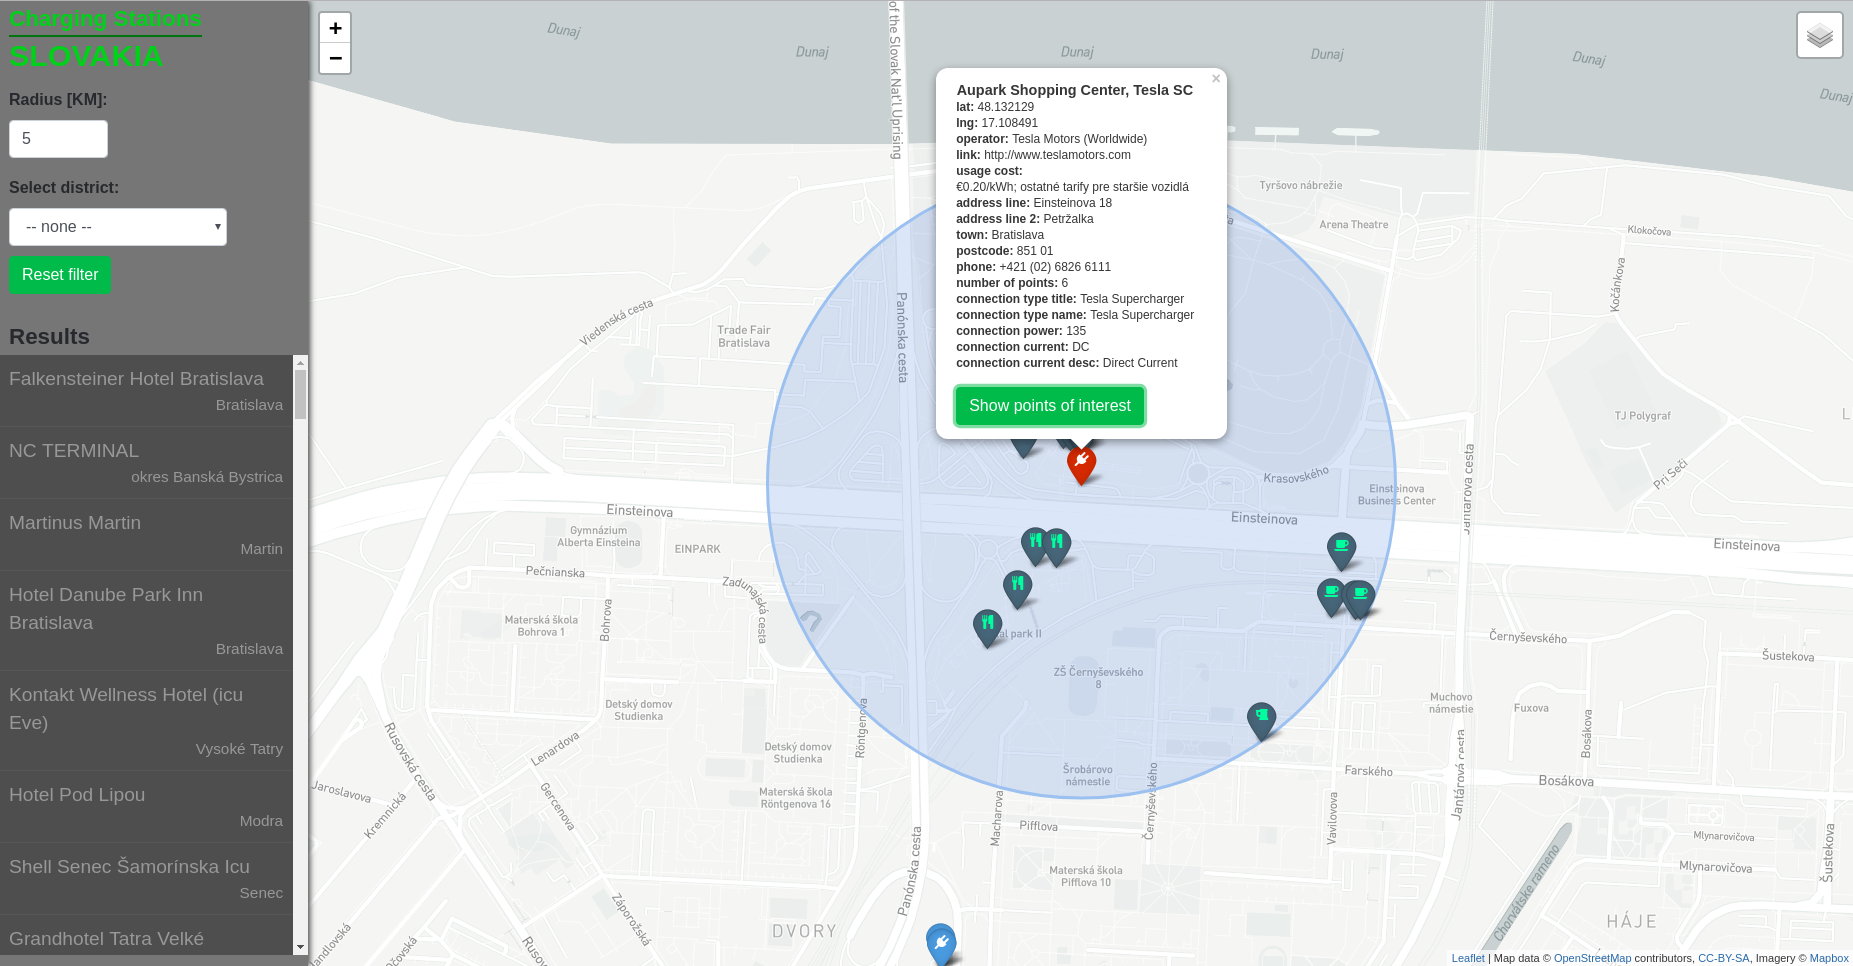 Charging Stations
SLOVAKIA
Radius [KM]:
5
Select district:
-- none --
Reset filter
Results
Falkensteiner Hotel Bratislava
Bratislava
NC TERMINAL
okres Banská Bystrica
Martinus Martin
Martin
Hotel Danube Park Inn
Bratislava
Bratislava
Kontakt Wellness Hotel (icu
Eve)
Vysoké Tatry
Hotel Pod Lipou
Modra
Shell Senec Šamorínska Icu
Senec
Grandhotel Tatra Velké
+
−
Aupark Shopping Center, Tesla SC
×
lat: 48.132129
lng: 17.108491
operator: Tesla Motors (Worldwide)
link: http://www.teslamotors.com
usage cost:
€0.20/kWh; ostatné tarify pre staršie vozidlá
address line: Einsteinova 18
address line 2: Petržalka
town: Bratislava
postcode: 851 01
phone: +421 (02) 6826 6111
number of points: 6
connection type title: Tesla Supercharger
connection type name: Tesla Supercharger
connection power: 135
connection current: DC
connection current desc: Direct Current
Show points of interest
Dunaj
Dunaj
Dunaj
Dunaj
Dunaj
Dunaj
of the Slovak Nat'l Uprising
Tyršovo nábrežie
Arena Theatre
Klokočova
Kočánkova
Viedenská cesta
Trade Fair
Bratislava
Panónska cesta
TJ Polygraf
L
Pri Seči
Jantárova cesta
Krasovského
Einsteinova
Business Center
Einsteinova
Einsteinova
Einsteinova
Gymnázium
Alberta Einsteina
EINPARK
Pečnianska
Zadunajská cesta
Bohrova
Materská škola
Bohrova 1
al park II
Černyševského
Šustekova
ZŠ Černyševského
8
Muchovo
námestie
Fuxova
Bosákova
Detský domov
Studienka
Röntgenova
Lenardova
Rusovská cesta
Detský domov
Studienka
Šrobárovo
námestie
Farského
Jantárová cesta
Bosákova
Jaroslavova
Kremnická
Gercenova
Materská škola
Röntgenova 16
Macharova
Pifflova
Černyševského
Vavilovova
Mlynarovičova
Mlynarovičova
Šustekova
Materská škola
Pifflova 10
Panónska cesta
Chorvátske rameno
Záporožská
DVORY
HÁJE
Leaflet | Map data © OpenStreetMap contributors, CC-BY-SA, Imagery © Mapbox